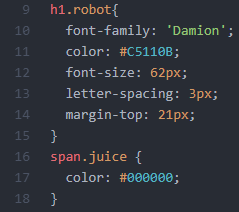 9 h1.robot{
10 font-family: 'Damion';
11 color: #C5110B;
12 font-size: 62px;
13 letter-spacing: 3px;
14 margin-top: 21px;
15 }
16 span.juice {
17 color: #000000;
18 }